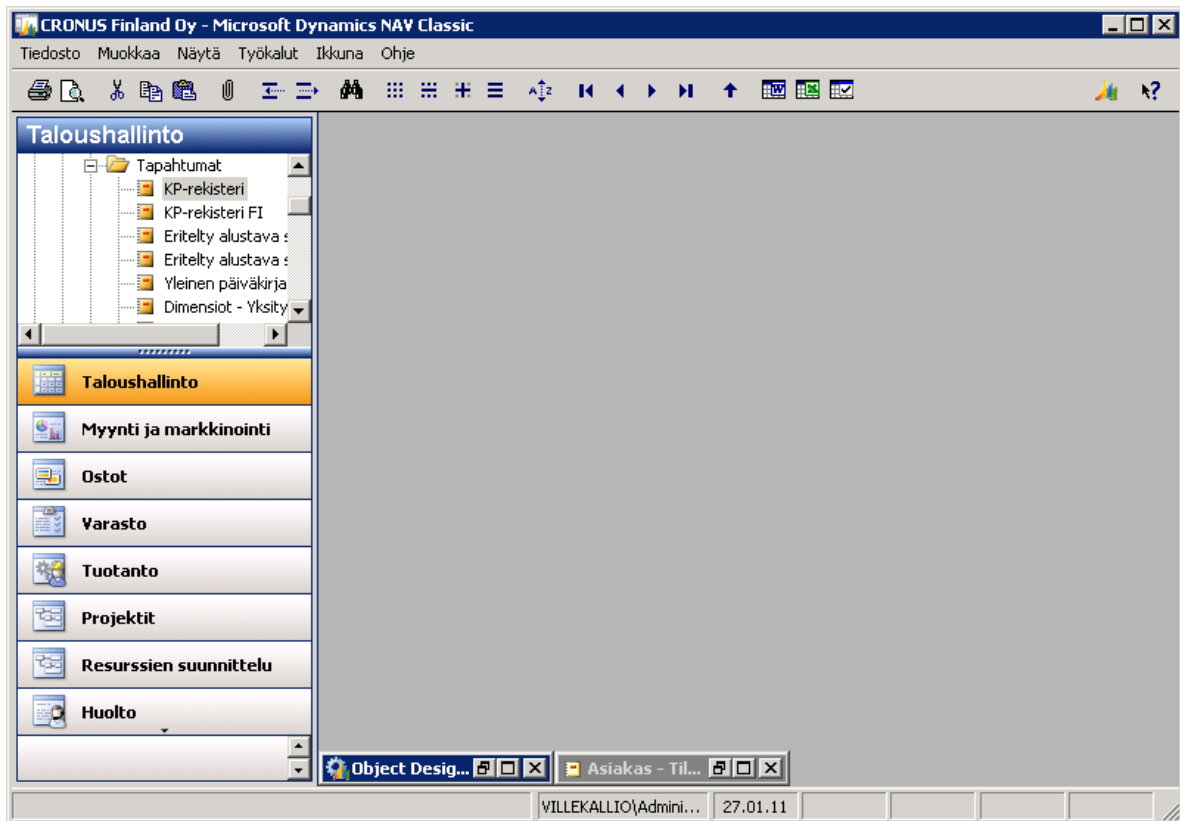 CRONUS Finland Oy - Microsoft Dynamics NAV Classic
Tiedosto Muokkaa Näytä Työkalut Ikkuna Ohje
Taloushallinto
Tapahtumat
KP-rekisteri
KP-rekisteri FI
Eritelty alustava
Eritelty alustava
Yleinen päiväkirja
Dimensiot - Yksity
Taloushallinto
Myynti ja markkinointi
Ostot
Varasto
Tuotanto
Projektit
Resurssien suunnittelu
Huolto
Object Desig... Asiakas - Til...
VILLEKALLIO\Admini... 27.01.11